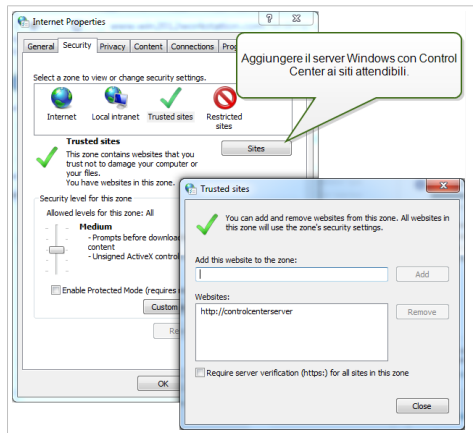 Internet Properties
General Security Privacy Content Connections
Aggiungere il server Windows con Control
Center ai siti attendibili.
Select a zone to view or change security settings.
Internet
Local intranet
Trusted sites
Restricted
sites
Trusted sites
This zone contains websites that you
trust not to damage your computer or
your files.
You have websites in this zone.
Sites
Security level for this zone
Allowed levels for this zone: All
Medium
- Prompts before
content
- Unsigned ActiveX
Enable Protected Mode (requires
Custom
OK
Trusted sites
You can add and remove websites from this zone. All websites in
this zone will use the zone's security settings.
Add this website to the zone:
Add
Websites:
http://controlcenterserver
Remove
Require server verification (https:) for all sites in this zone
Close